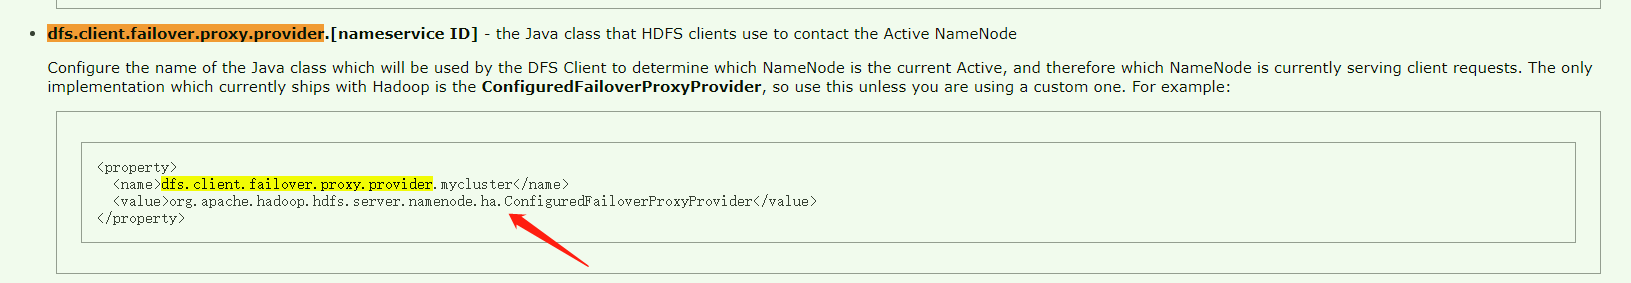 dfs.client.failover.proxy.provider.[nameservice ID] - the Java class that HDFS clients use to contact the Active NameNode
Configure the name of the Java class which will be used by the DFS Client to determine which NameNode is the current Active, and therefore which NameNode is currently serving client requests. The only
implementation which currently ships with Hadoop is the ConfiguredFailoverProxyProvider, so use this unless you are using a custom one. For example:
<property>
  <name>dfs.client.failover.proxy.provider.mycluster</name>
  <value>org.apache.hadoop.hdfs.server.namenode.ha.ConfiguredFailoverProxyProvider</value>
</property>